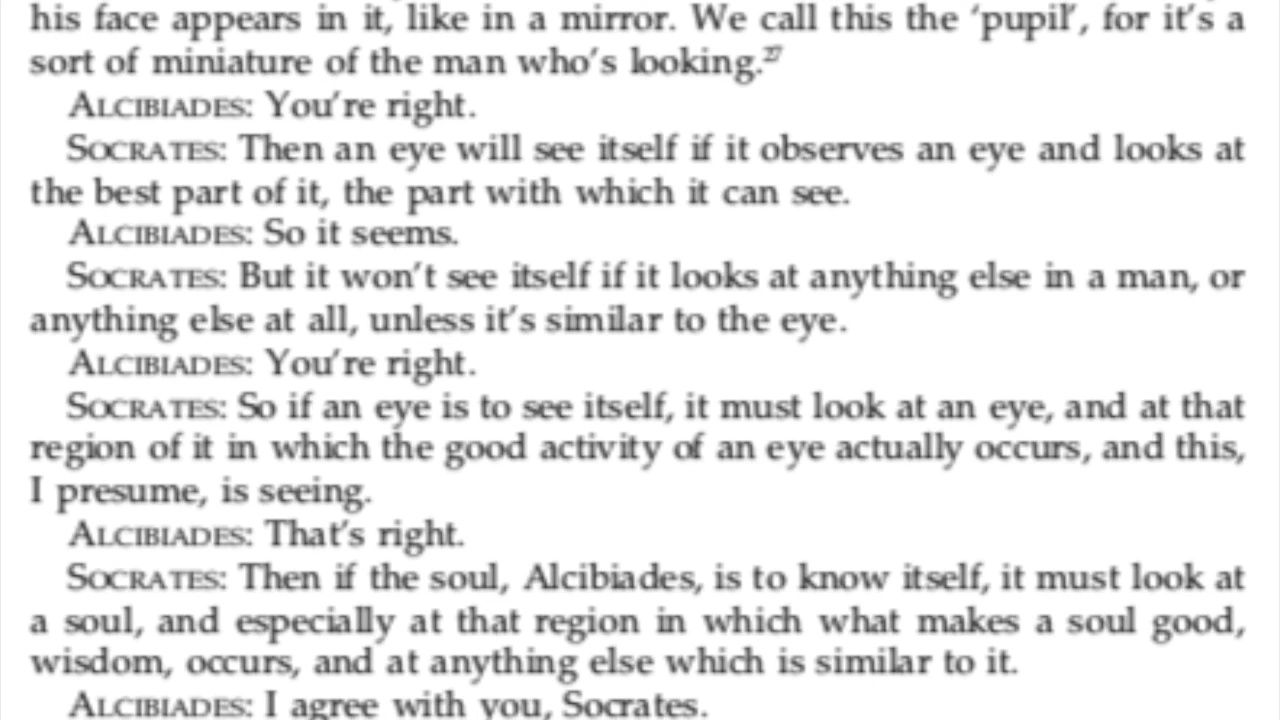 his face appears in it, like in a mirror. We call this the ‘pupil’, for it’s a
sort of miniature of the man who’s looking.27
ALCIBIADES: You’re right.
SOCRATES: Then an eye will see itself if it observes an eye and looks at
the best part of it, the part with which it can see.
ALCIBIADES: So it seems.
SOCRATES: But it won’t see itself if it looks at anything else in a man, or
anything else at all, unless it’s similar to the eye.
ALCIBIADES: You’re right.
SOCRATES: So if an eye is to see itself, it must look at an eye, and at that
region of it in which the good activity of an eye actually occurs, and this,
I presume, is seeing.
ALCIBIADES: That’s right.
SOCRATES: Then if the soul, Alcibiades, is to know itself, it must look at
a soul, and especially at that region in which what makes a soul good,
wisdom, occurs, and at anything else which is similar to it.
ALCIBIADES: I agree with you, Socrates.